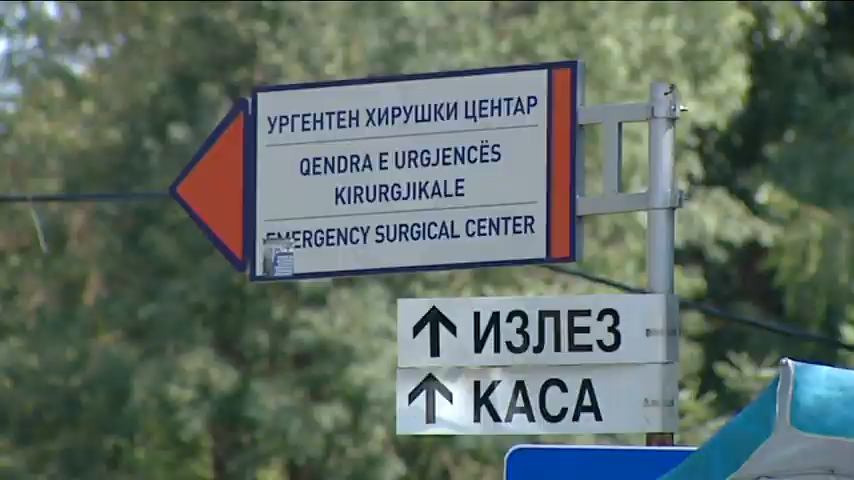 УРГЕНТЕН ХИРУШКИ ЦЕНТАР
QENDRA E URGJENCËS
KIRURGJIKALE
EMERGENCY SURGICAL CENTER
ИЗЛЕЗ
КАСА